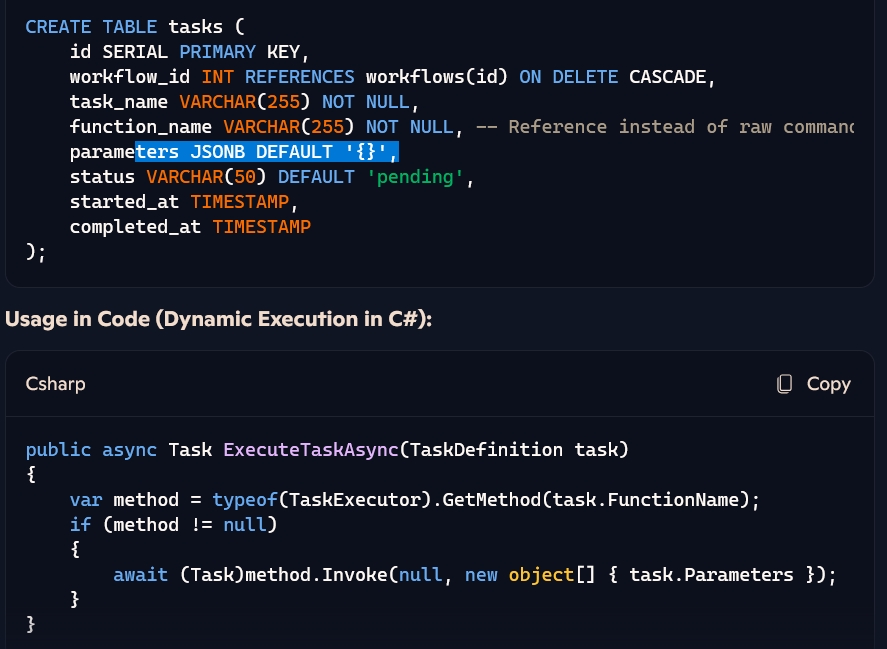 CREATE TABLE tasks (
    id SERIAL PRIMARY KEY,
    workflow_id INT REFERENCES workflows(id) ON DELETE CASCADE,
    task_name VARCHAR(255) NOT NULL,
    function_name VARCHAR(255) NOT NULL, -- Reference instead of raw comman
    parameters JSONB DEFAULT '{}',
    status VARCHAR(50) DEFAULT 'pending',
    started_at TIMESTAMP,
    completed_at TIMESTAMP
);
Usage in Code (Dynamic Execution in C#):
Csharp
Copy
public async Task ExecuteTaskAsync(TaskDefinition task)
{
    var method = typeof(TaskExecutor).GetMethod(task.FunctionName);
    if (method != null)
    {
        await (Task)method.Invoke(null, new object[] { task.Parameters });
    }
}